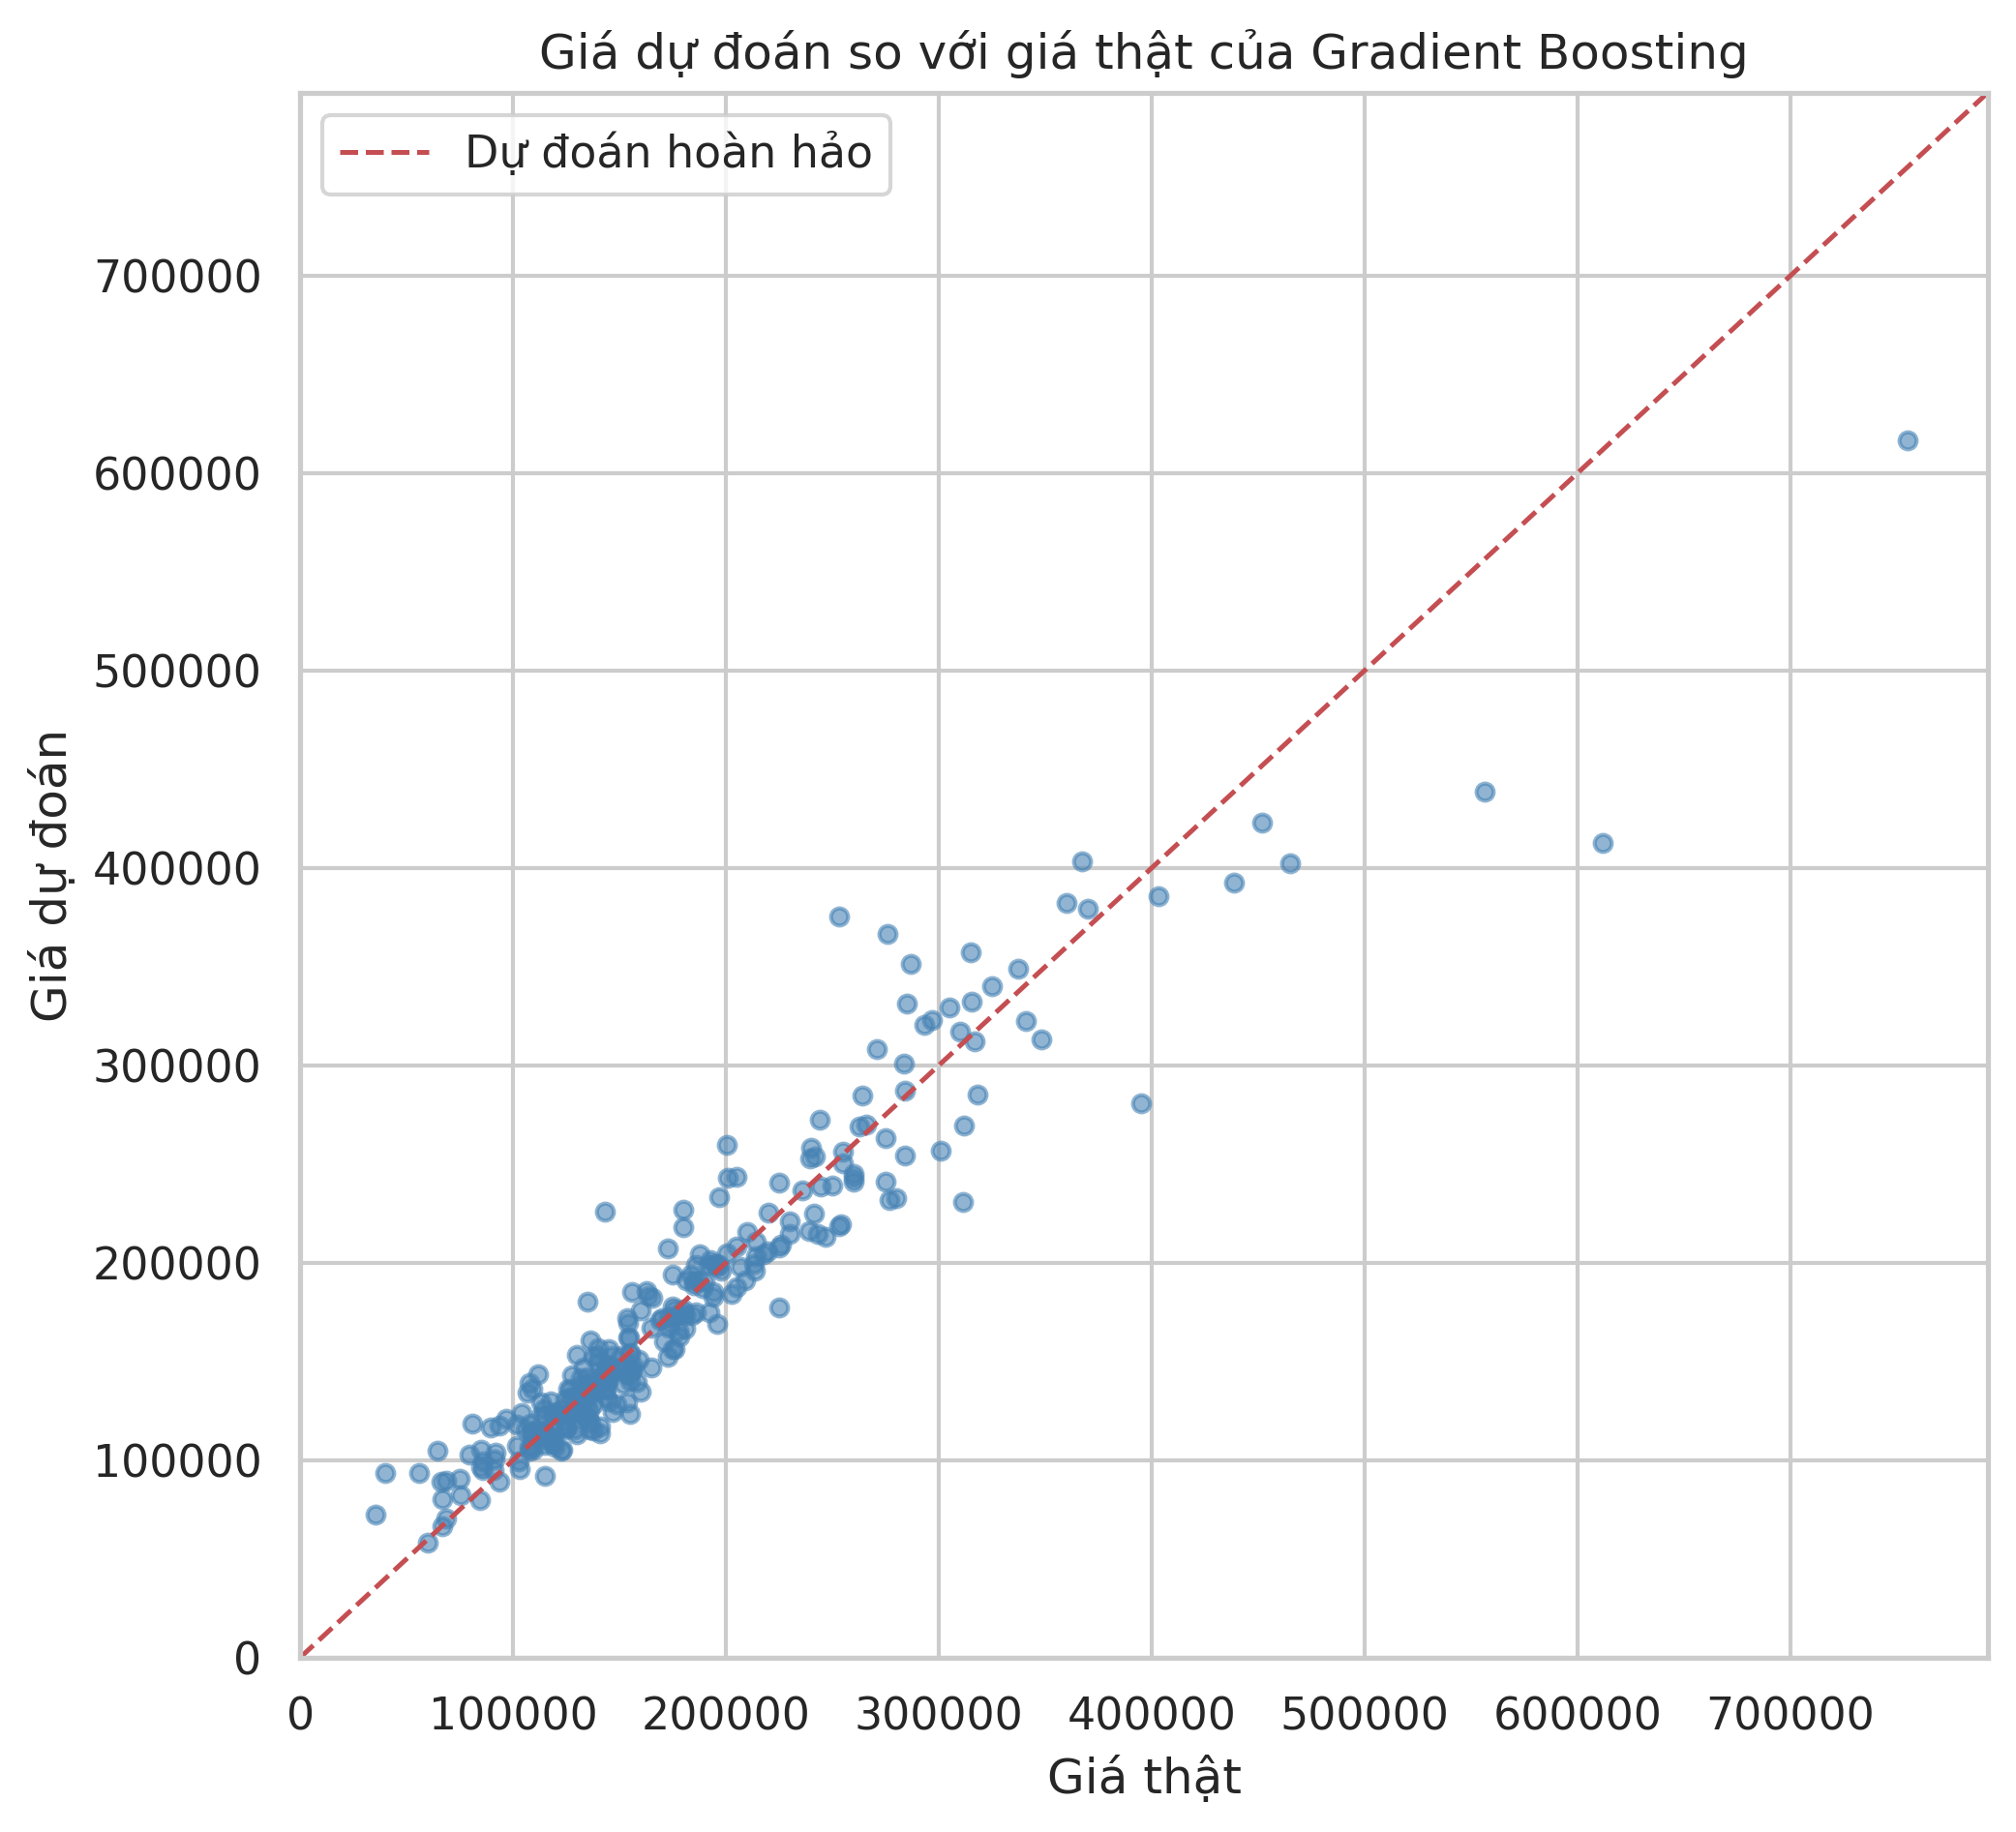 Giá dự đoán so với giá thật của Gradient Boosting
Dự đoán hoàn hảo
Giá dự đoán
700000
600000
500000
400000
300000
200000
100000
0
0 100000 200000 300000 400000 500000 600000 700000
Giá thật